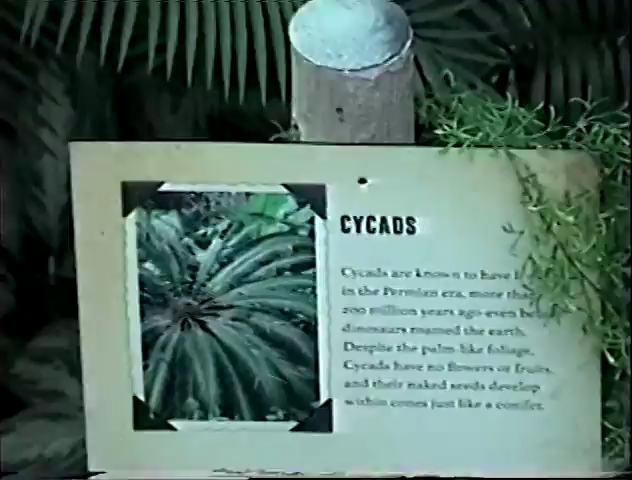 CYCADS
Cycads are known to have
in the Permian era, more than
200 million years ago even
dinosaurs roamed the earth.
Despite the palm-like foliage,
Cycads have no flowers or fruits
and their naked seeds develop
within cones just like a conifer.